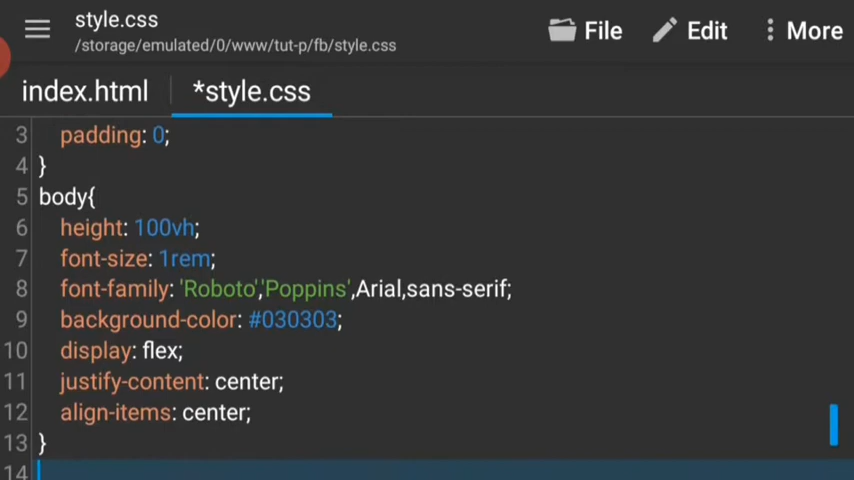 style.css
/storage/emulated/0/www/tut-p/fb/style.css
File
Edit
More
index.html
*style.css
3 padding: 0;
4 }
5 body{
6 height: 100vh;
7 font-size: 1rem;
8 font-family: 'Roboto','Poppins',Arial,sans-serif;
9 background-color: #030303;
10 display: flex;
11 justify-content: center;
12 align-items: center;
13 }
14